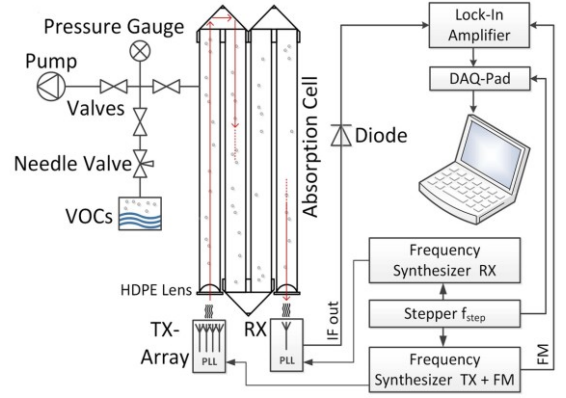 Pressure Gauge
Pump
Valves
Needle Valve
VOCs
HDPE Lens
TX-
Array
PLL
RX
PLL
Absorption Cell
IF out
Diode
Lock-In
Amplifier
DAQ-Pad
Frequency
Synthesizer RX
Stepper fstep
Frequency
Synthesizer TX + FM
FM